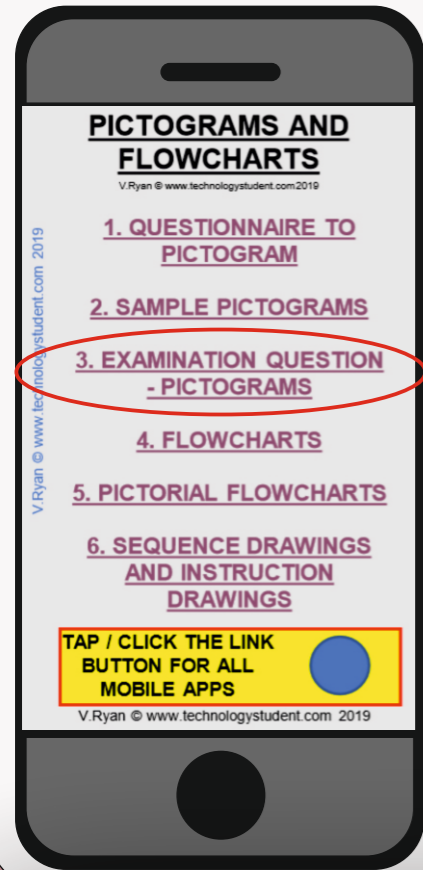 PICTOGRAMS AND
FLOWCHARTS
V.Ryan © www.technologystudent.com2019
V.Ryan © www.technologystudent.com 2019
1. QUESTIONNAIRE TO
PICTOGRAM
2. SAMPLE PICTOGRAMS
3. EXAMINATION QUESTION
- PICTOGRAMS
4. FLOWCHARTS
5. PICTORIAL FLOWCHARTS
6. SEQUENCE DRAWINGS
AND INSTRUCTION
DRAWINGS
TAP / CLICK THE LINK
BUTTON FOR ALL
MOBILE APPS
V.Ryan © www.technologystudent.com 2019